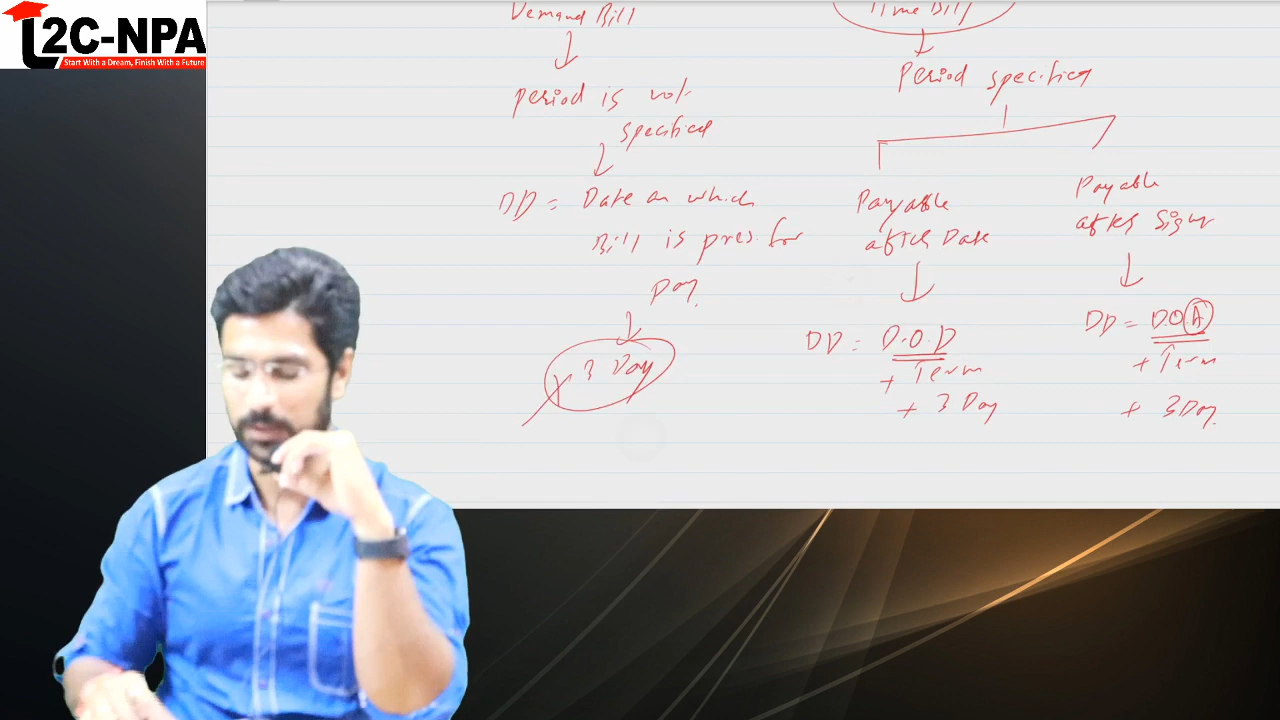 L2C-NPA
Start With a Dream, Finish With a Future
Demand Bill
period is not
specified
DD = Date on which
Bill is pres. for
pay.
3 Day
Time Bill
Period specified
Payable
after Date
DD = D.O.D
+ Term
+ 3 Day
Payable
after Sight
DD = D.O.A
+ Term
+ 3 Day.